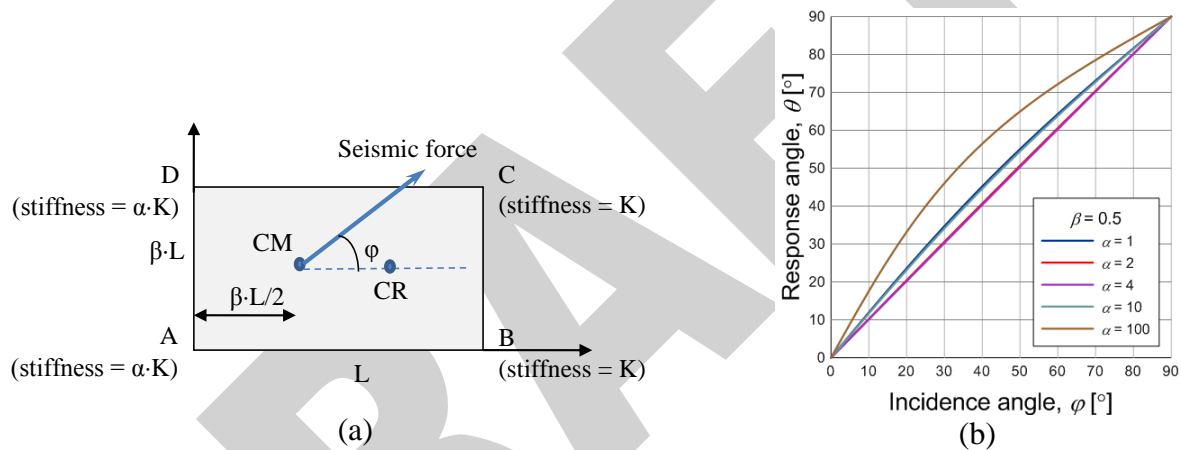 Seismic force
D
C
(stiffness = α·K)
(stiffness = K)
CM
φ
β·L
CR
β·L/2
A
B
(stiffness = α·K)
L
(stiffness = K)
(a)
Response angle, θ [°]
90
80
70
60
50
40
30
20
10
0
β = 0.5
α = 1
α = 2
α = 4
α = 10
α = 100
0 10 20 30 40 50 60 70 80 90
Incidence angle, φ [°]
(b)